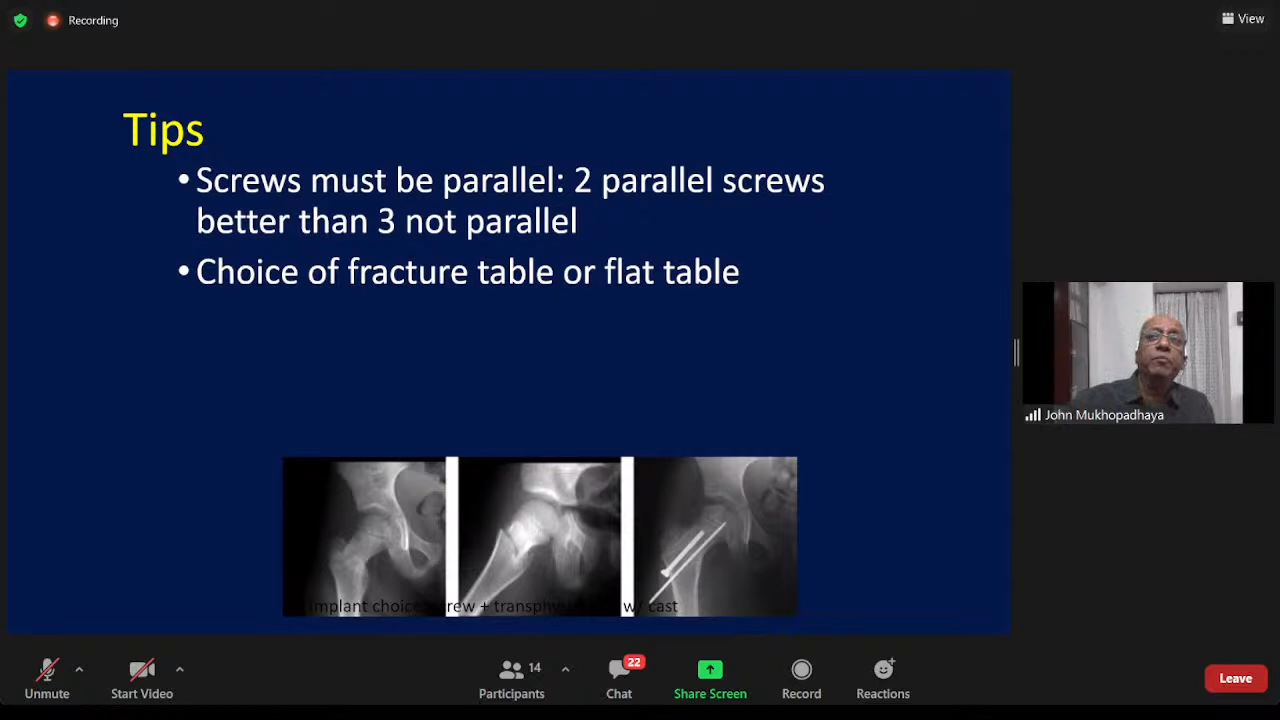 Recording
View
Tips
• Screws must be parallel: 2 parallel screws
better than 3 not parallel
• Choice of fracture table or flat table
John Mukhopadhaya
choice
+
w/ cast
Unmute
Start Video
14
Participants
22
Chat
Share Screen
Record
Reactions
Leave